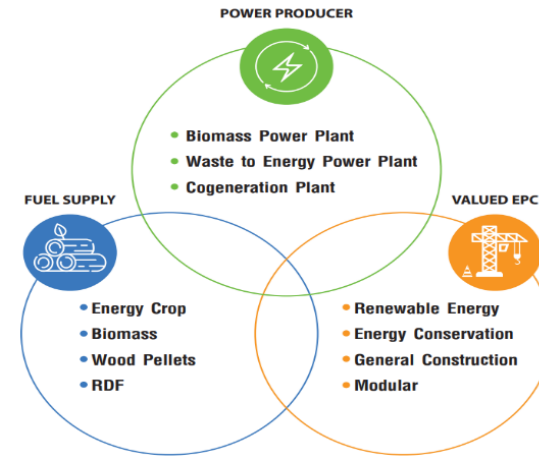 POWER PRODUCER
Biomass Power Plant
Waste to Energy Power Plant
Cogeneration Plant
FUEL SUPPLY
Energy Crop
Biomass
Wood Pellets
RDF
VALUED EPC
Renewable Energy
Energy Conservation
General Construction
Modular